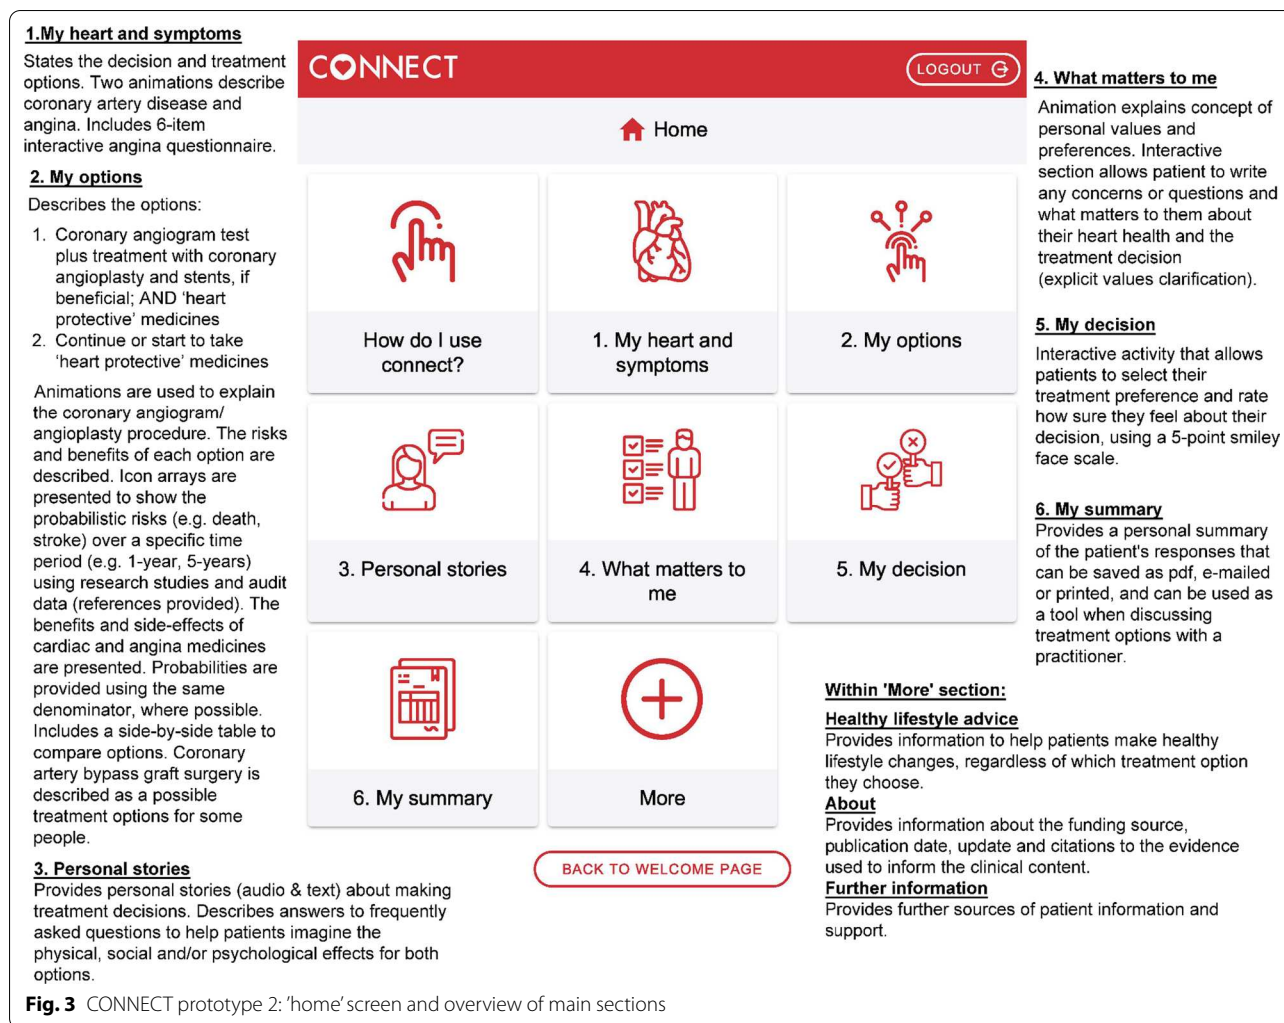 1.My heart and symptoms
States the decision and treatment
options. Two animations describe
coronary artery disease and
angina. Includes 6-item
interactive angina questionnaire.
2. My options
Describes the options:
1. Coronary angiogram test
plus treatment with coronary
angioplasty and stents, if
beneficial; AND 'heart
protective' medicines
2. Continue or start to take
'heart protective' medicines
Animations are used to explain
the coronary angiogram/
angioplasty procedure. The risks
and benefits of each option are
described. Icon arrays are
presented to show the
probabilistic risks (e.g. death,
stroke) over a specific time
period (e.g. 1-year, 5-years)
using research studies and audit
data (references provided). The
benefits and side-effects of
cardiac and angina medicines
are presented. Probabilities are
provided using the same
denominator, where possible.
Includes a side-by-side table to
compare options. Coronary
artery bypass graft surgery is
described as a possible
treatment options for some
people.
3. Personal stories
Provides personal stories (audio & text) about making
treatment decisions. Describes answers to frequently
asked questions to help patients imagine the
physical, social and/or psychological effects for both
options.
CONNECT
LOGOUT
Home
How do I use
connect?
1. My heart and
symptoms
2. My options
3. Personal stories
4. What matters to
me
5. My decision
6. My summary
More
BACK TO WELCOME PAGE
4. What matters to me
Animation explains concept of
personal values and
preferences. Interactive
section allows patient to write
any concerns or questions and
what matters to them about
their heart health and the
treatment decision
(explicit values clarification).
5. My decision
Interactive activity that allows
patients to select their
treatment preference and rate
how sure they feel about their
decision, using a 5-point smiley
face scale.
6. My summary
Provides a personal summary
of the patient's responses that
can be saved as pdf, e-mailed
or printed, and can be used as
a tool when discussing
treatment options with a
practitioner.
Within 'More' section:
Healthy lifestyle advice
Provides information to help patients make healthy
lifestyle changes, regardless of which treatment option
they choose.
About
Provides information about the funding source,
publication date, update and citations to the evidence
used to inform the clinical content.
Further information
Provides further sources of patient information and
support.
Fig. 3 CONNECT prototype 2: 'home' screen and overview of main sections